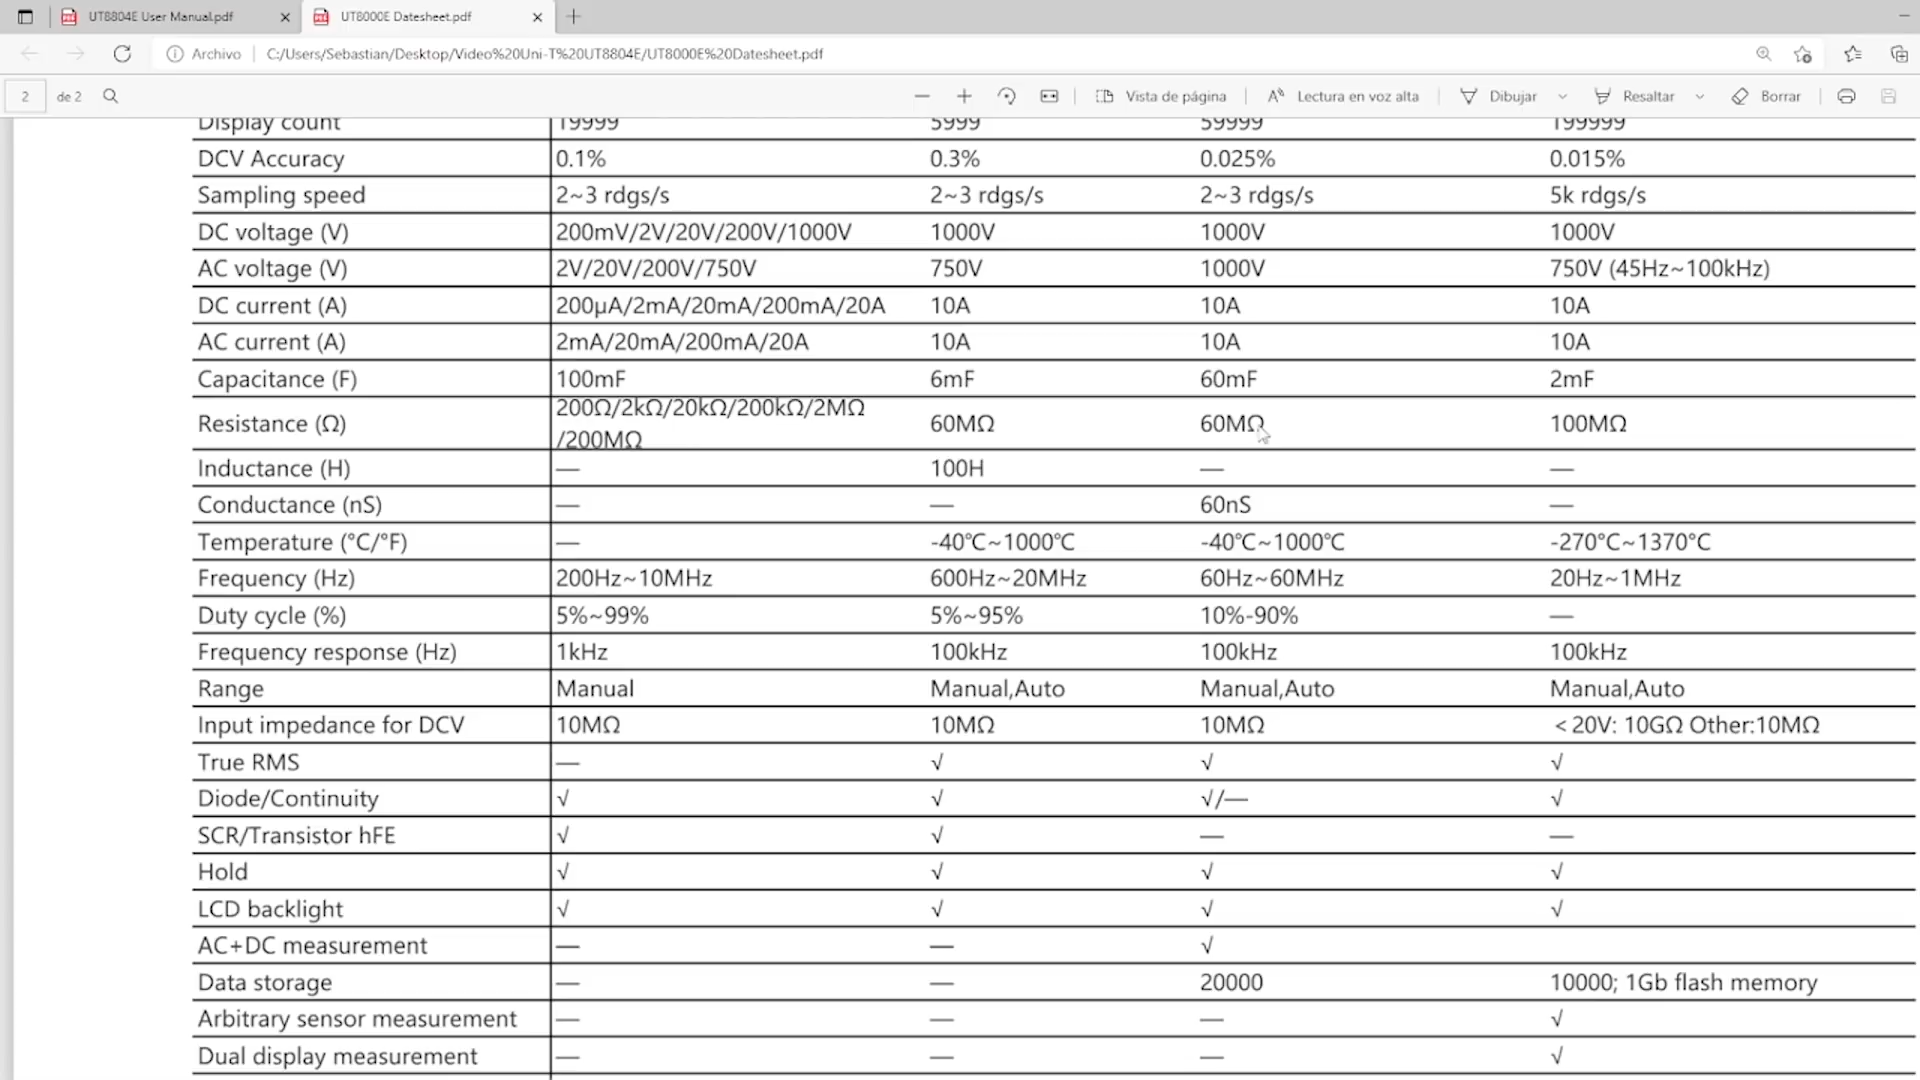 UT8804E User Manual.pdf
UT8000E Datesheet.pdf
Archivo
C:/Users/Sebastian/Desktop/Video%20Uni-T%20UT8804E/UT8000E%20Datesheet.pdf
2 de 2
Vista de página
Lectura en voz alta
Dibujar
Resaltar
Borrar
Display count 19999 5999 59999 199999
DCV Accuracy 0.1% 0.3% 0.025% 0.015%
Sampling speed 2~3 rdgs/s 2~3 rdgs/s 2~3 rdgs/s 5k rdgs/s
DC voltage (V) 200mV/2V/20V/200V/1000V 1000V 1000V 1000V
AC voltage (V) 2V/20V/200V/750V 750V 1000V 750V (45Hz~100kHz)
DC current (A) 200µA/2mA/20mA/200mA/20A 10A 10A 10A
AC current (A) 2mA/20mA/200mA/20A 10A 10A 10A
Capacitance (F) 100mF 6mF 60mF 2mF
Resistance (Ω) 200Ω/2kΩ/20kΩ/200kΩ/2MΩ
/200MΩ 60MΩ 60MΩ 100MΩ
Inductance (H) — 100H — —
Conductance (nS) — — 60nS —
Temperature (°C/°F) — -40℃~1000℃ -40℃~1000℃ -270°C~1370°C
Frequency (Hz) 200Hz~10MHz 600Hz~20MHz 60Hz~60MHz 20Hz~1MHz
Duty cycle (%) 5%~99% 5%~95% 10%-90% —
Frequency response (Hz) 1kHz 100kHz 100kHz 100kHz
Range Manual Manual,Auto Manual,Auto Manual,Auto
Input impedance for DCV 10MΩ 10MΩ 10MΩ ＜20V: 10GΩ Other:10MΩ
True RMS — √ √ √
Diode/Continuity √ √ √/— √
SCR/Transistor hFE √ √ — —
Hold √ √ √ √
LCD backlight √ √ √ √
AC+DC measurement — — √
Data storage — — 20000 10000; 1Gb flash memory
Arbitrary sensor measurement — — — √
Dual display measurement — — — √